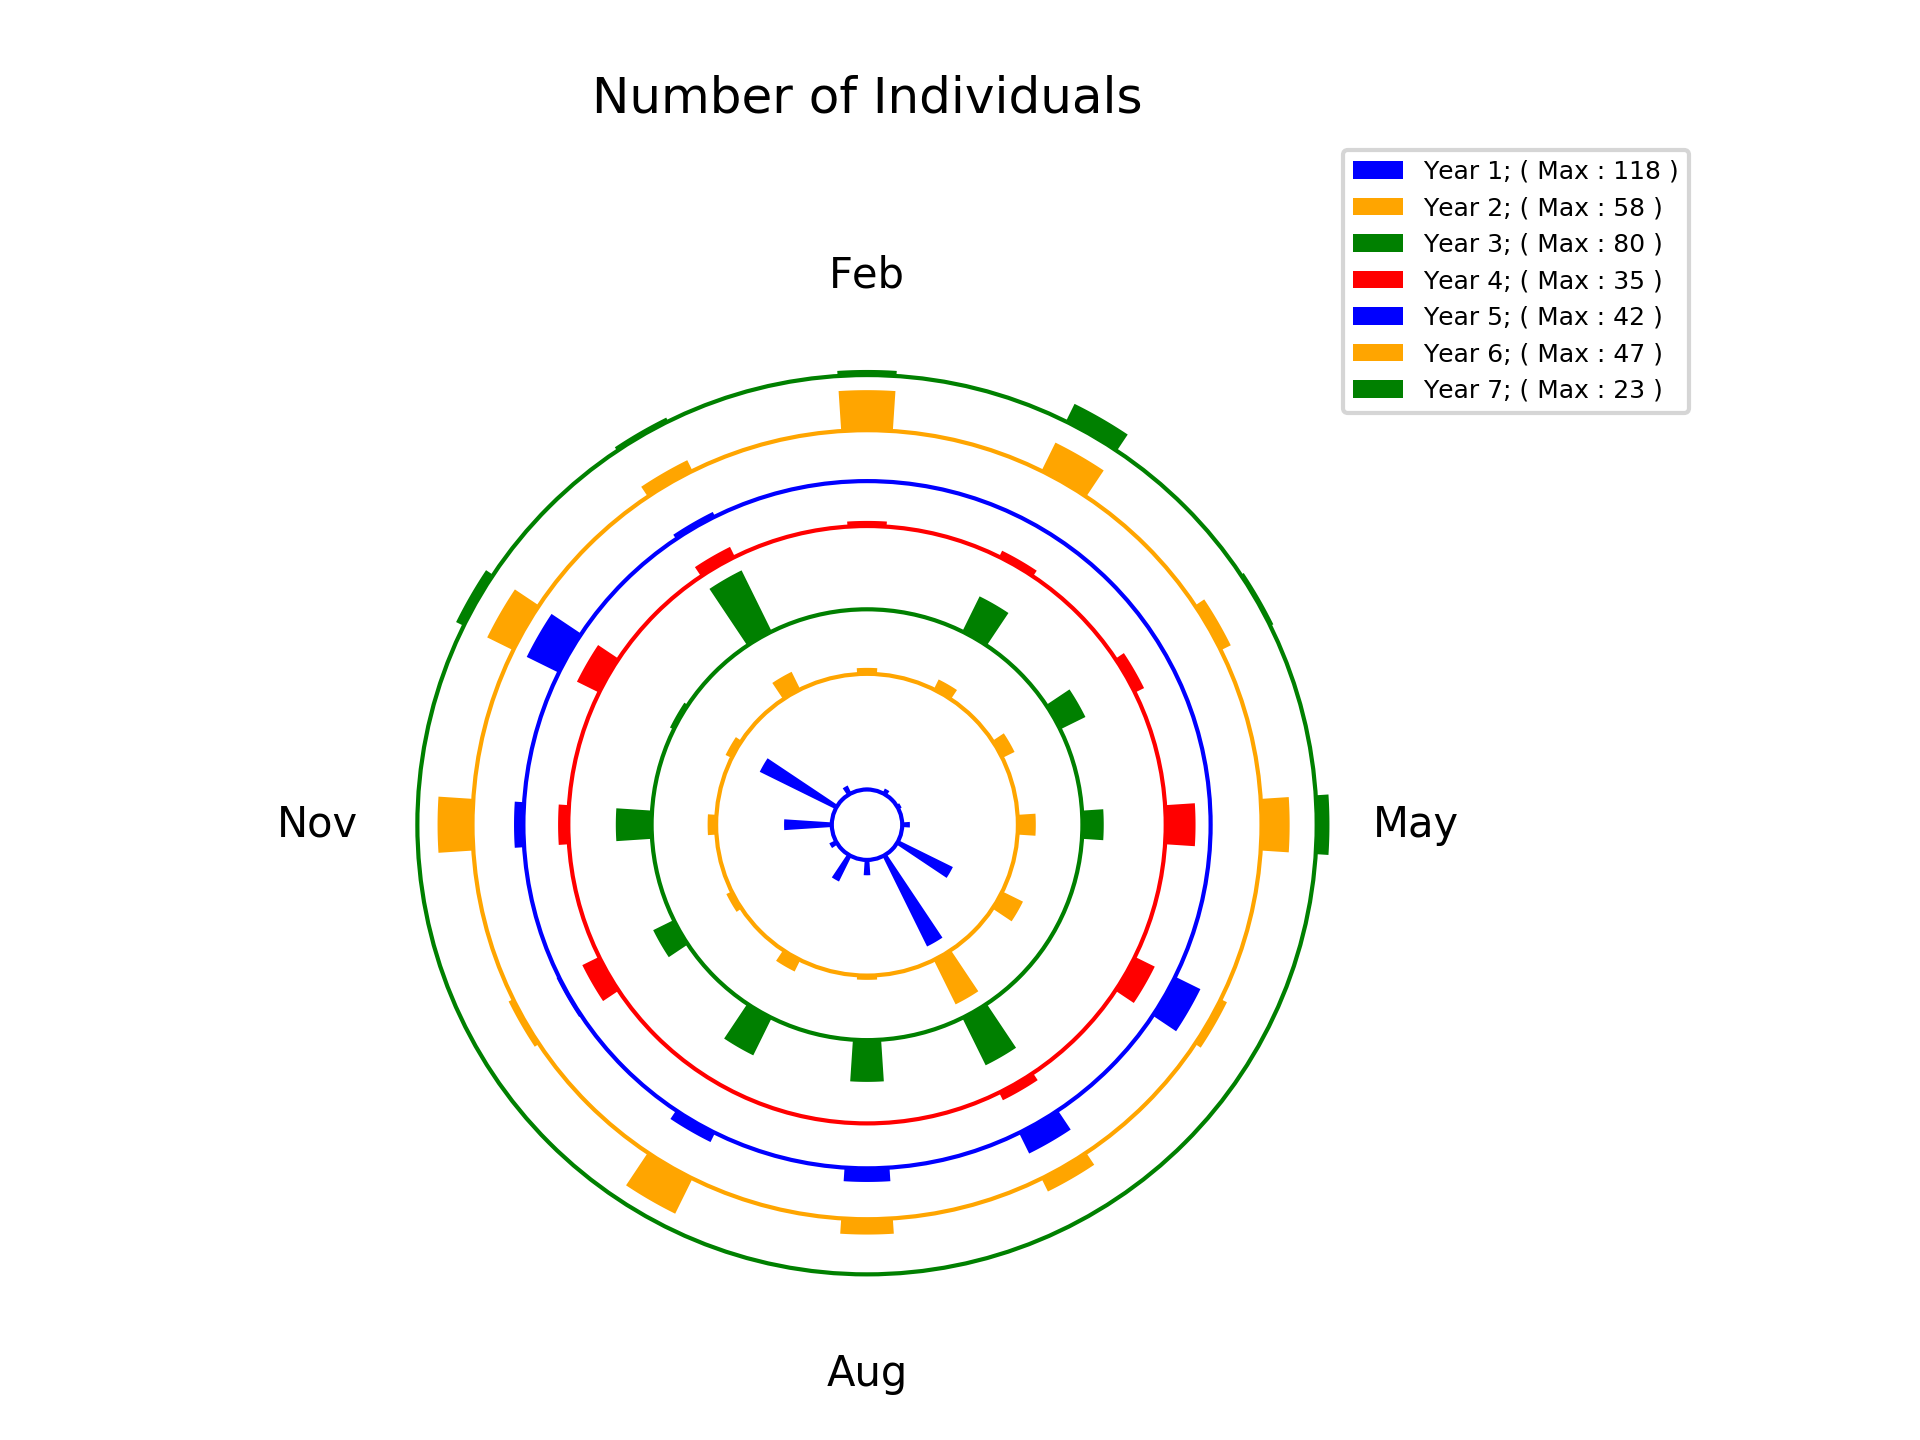 Number of Individuals
Year 1; ( Max : 118 )
Year 2; ( Max : 58 )
Year 3; ( Max : 80 )
Year 4; ( Max : 35 )
Year 5; ( Max : 42 )
Year 6; ( Max : 47 )
Year 7; ( Max : 23 )
Feb
Nov
May
Aug